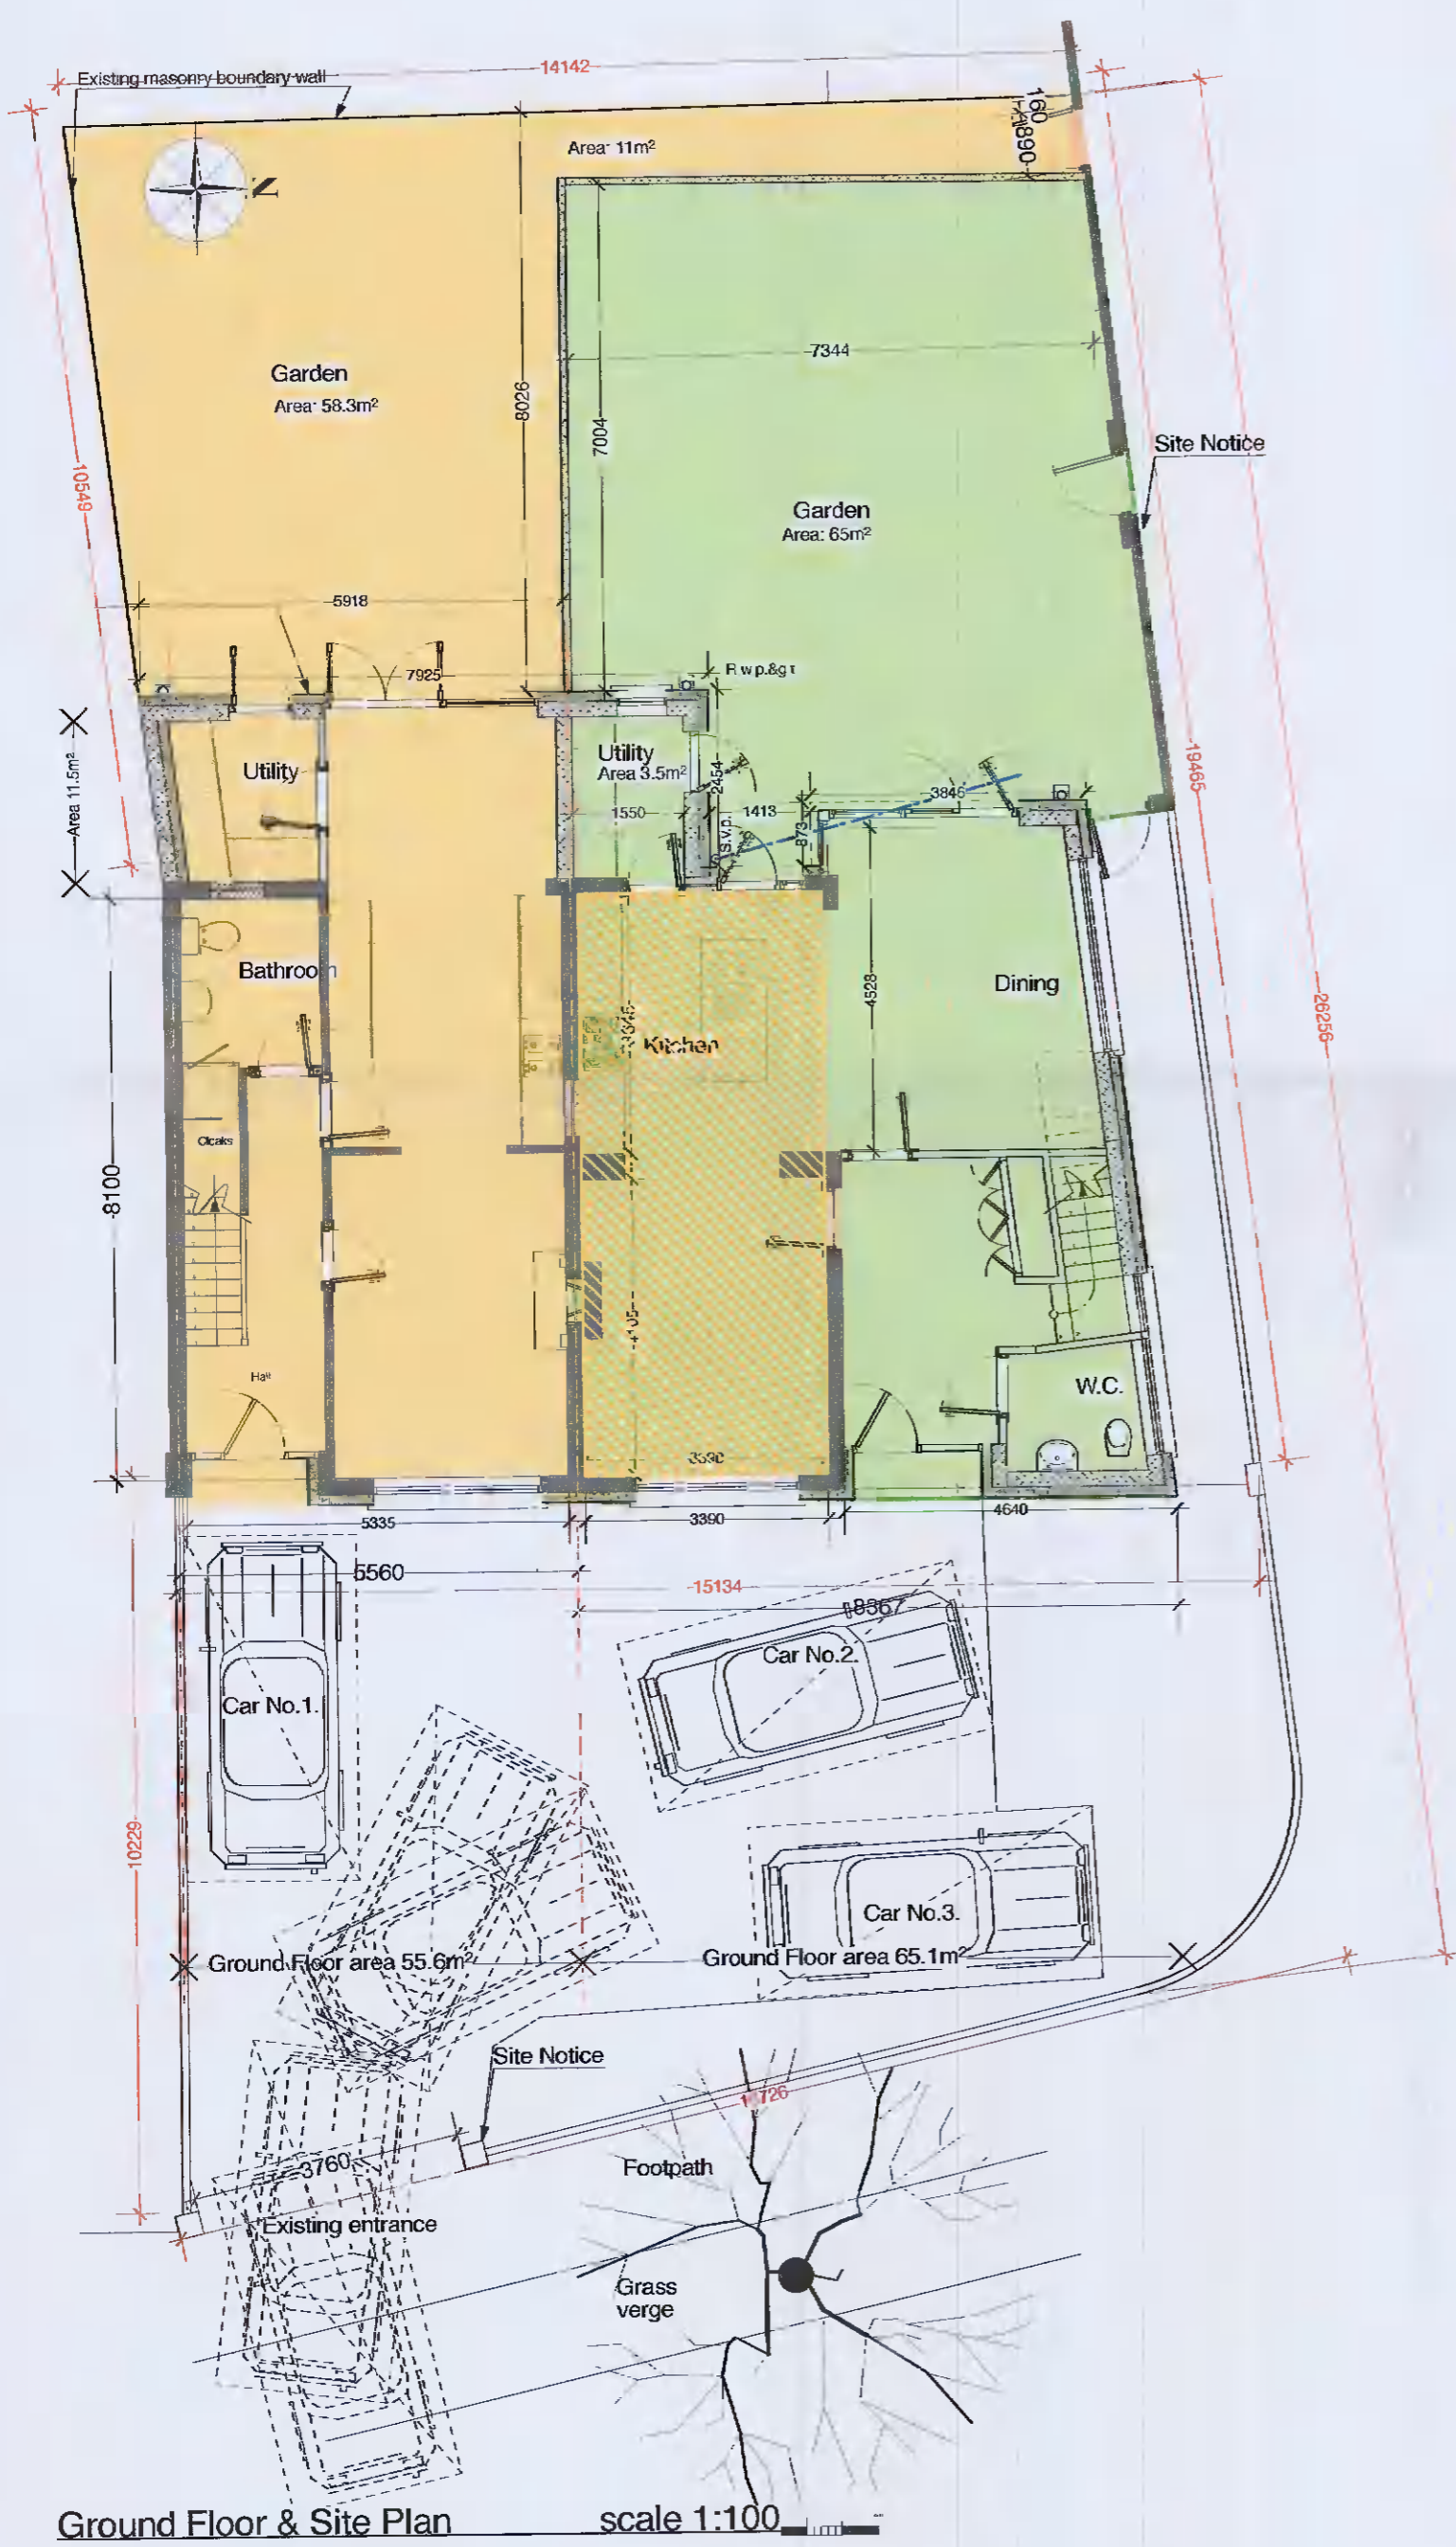 14142
Existing masonry boundary wall
160
890
Area: 11m²
N
7344
Garden
Area: 58.3m²
8026
7004
Site Notice
10549
Garden
Area: 65m²
5918
7925
R w p.&g t
Utility
Utility
Area 3.5m²
Area 11.5m²
2454
3846
19465
1550
1413
S.v.p.
873
Bathroom
4528
Dining
26256
Kitchen
Cloaks
8100
Hall
W.C.
5335
3390
4640
5560
15134
8367
Car No.2.
Car No.1.
10229
Car No.3.
Ground Floor area 55.6m²
Ground Floor area 65.1m²
Site Notice
3760
Footpath
Existing entrance
Grass
verge
Ground Floor & Site Plan scale 1:100